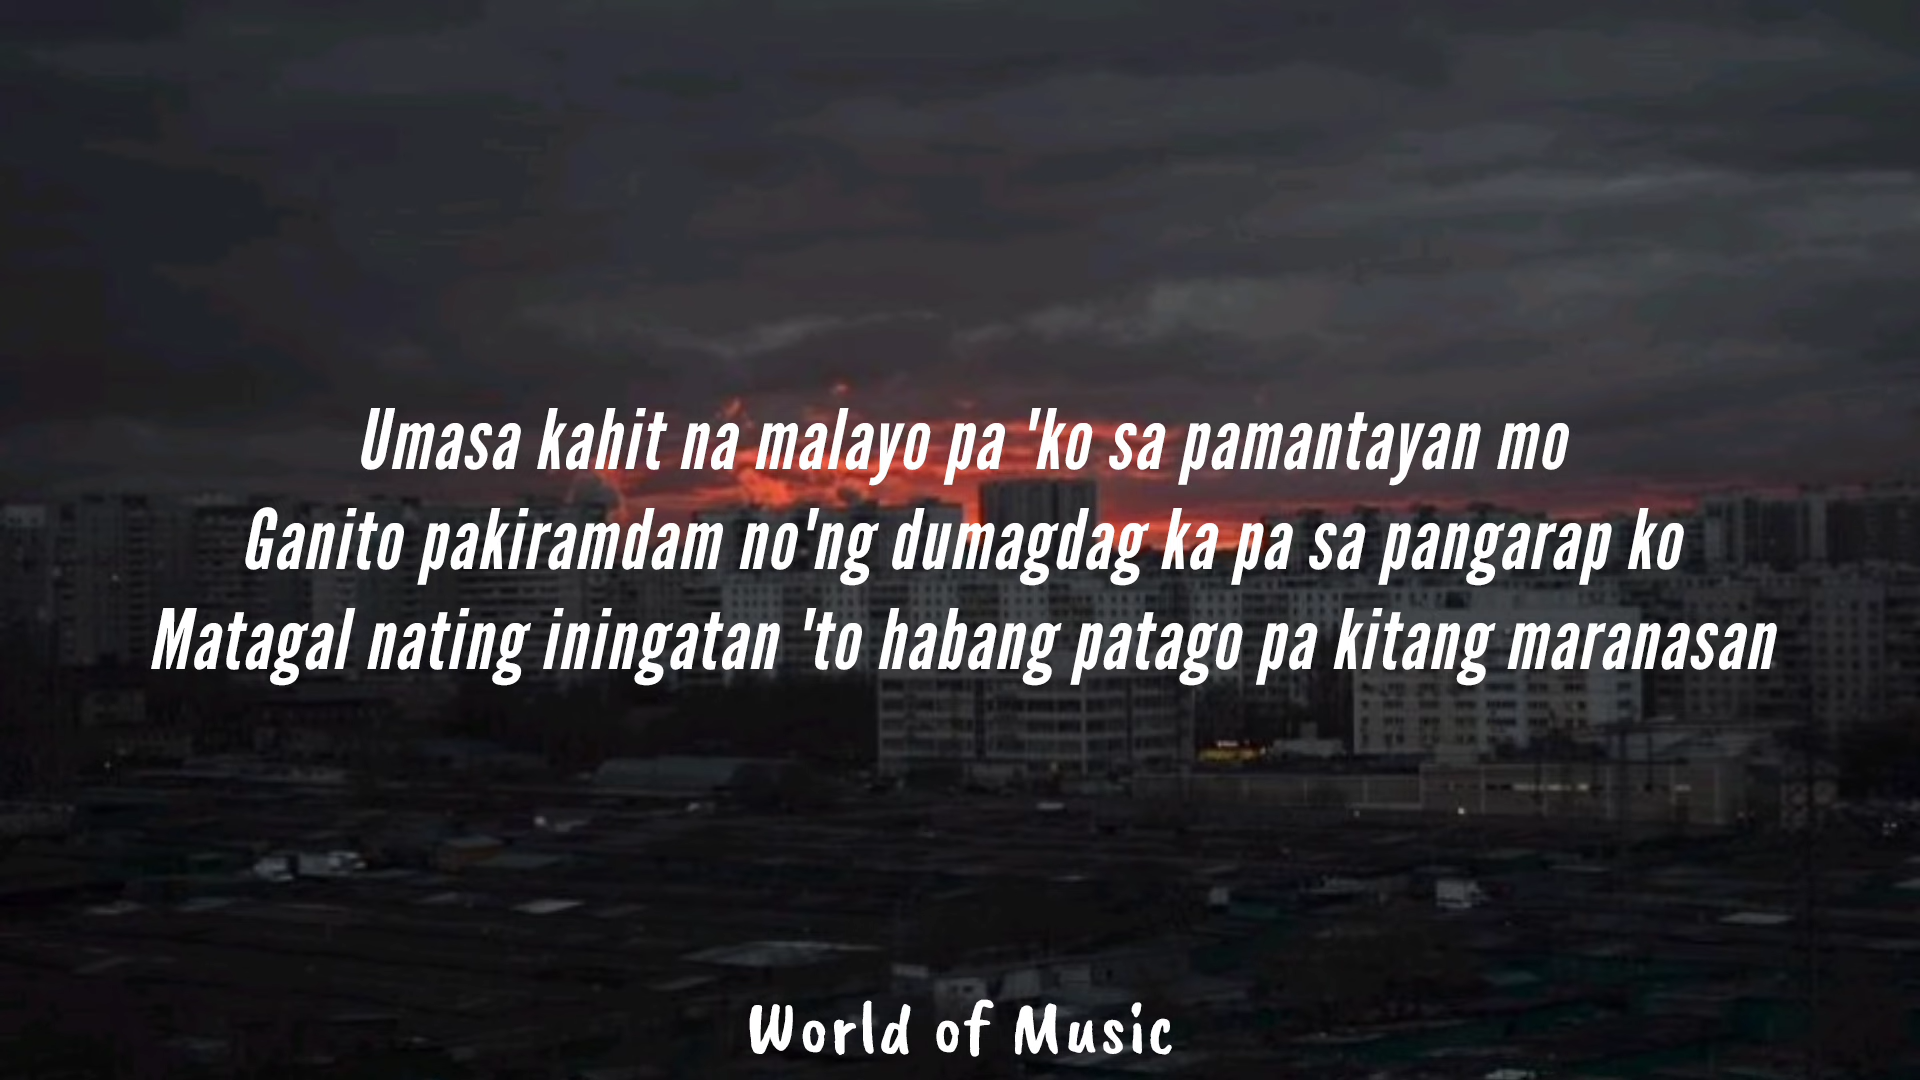 Umasa kahit na malayo pa 'ko sa pamantayan mo
Ganito pakiramdam no'ng dumagdag ka pa sa pangarap ko
Matagal nating iningatan 'to habang patago pa kitang maranasan
World of Music